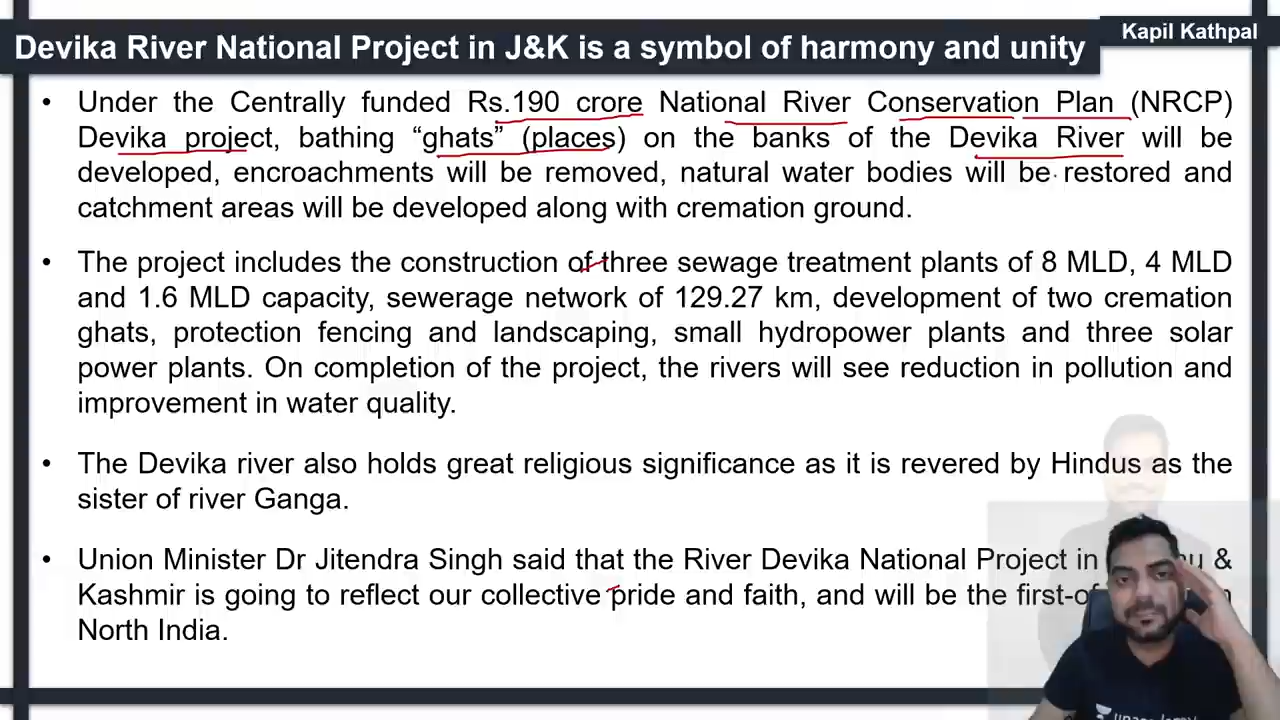 Kapil Kathpal
Devika River National Project in J&K is a symbol of harmony and unity
• Under the Centrally funded Rs.190 crore National River Conservation Plan (NRCP)
Devika project, bathing “ghats” (places) on the banks of the Devika River will be
developed, encroachments will be removed, natural water bodies will be restored and
catchment areas will be developed along with cremation ground.
• The project includes the construction of three sewage treatment plants of 8 MLD, 4 MLD
and 1.6 MLD capacity, sewerage network of 129.27 km, development of two cremation
ghats, protection fencing and landscaping, small hydropower plants and three solar
power plants. On completion of the project, the rivers will see reduction in pollution and
improvement in water quality.
• The Devika river also holds great religious significance as it is revered by Hindus as the
sister of river Ganga.
• Union Minister Dr Jitendra Singh said that the River Devika National Project in &
Kashmir is going to reflect our collective pride and faith, and will be the
North India.